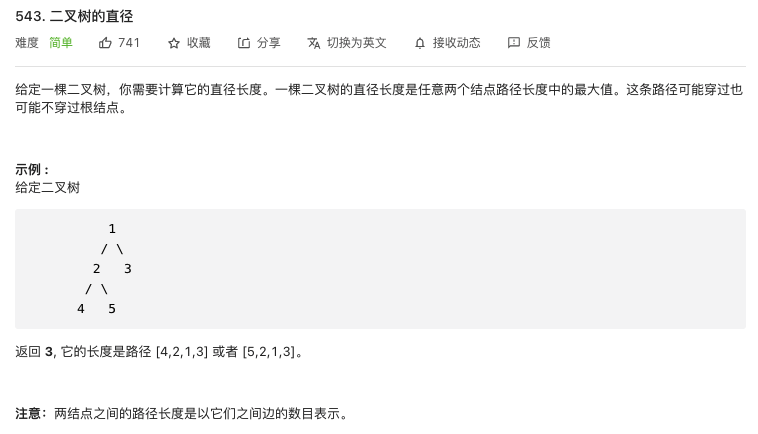 543. 二叉树的直径
难度 简单 741 收藏 分享 切换为英文 接收动态 反馈
给定一棵二叉树，你需要计算它的直径长度。一棵二叉树的直径长度是任意两个结点路径长度中的最大值。这条路径可能穿过也
可能不穿过根结点。
示例 :
给定二叉树
1
/ \
2 3
/ \
4 5
返回 3, 它的长度是路径 [4,2,1,3] 或者 [5,2,1,3]。
注意：两结点之间的路径长度是以它们之间边的数目表示。